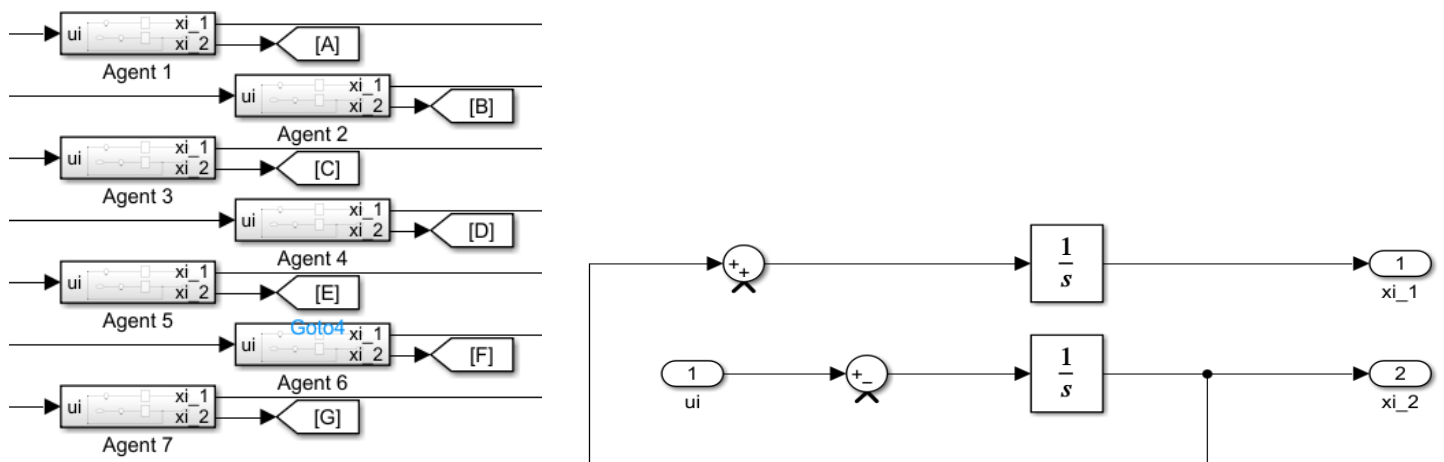 ui xi_1
xi_2 [A]
Agent 1
ui xi_1
xi_2 [B]
Agent 2
ui xi_1
xi_2 [C]
Agent 3
ui xi_1
xi_2 [D]
Agent 4
ui xi_1
xi_2 [E]
Agent 5
Goto4
ui xi_1
xi_2 [F]
Agent 6
ui xi_1
xi_2 [G]
Agent 7
+ +
1
s
1
xi_1
1
ui
+ −
1
s
2
xi_2